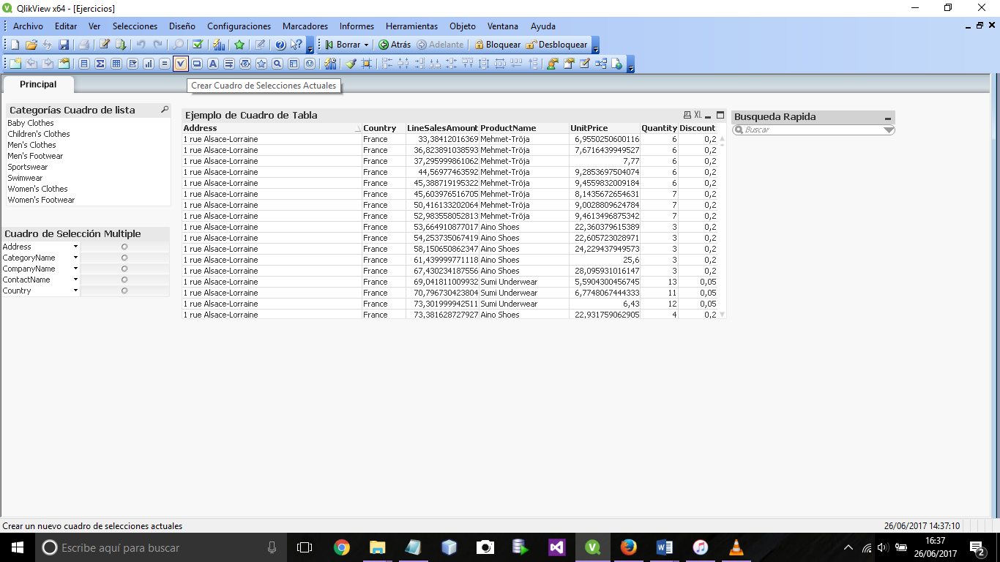 QlikView x64 - [Ejercicios]
Archivo Editar Ver Selecciones Diseño Configuraciones Marcadores Informes Herramientas Objeto Ventana Ayuda
Borrar Atrás Adelante Bloquear Desbloquear
Crear Cuadro de Selecciones Actuales
Principal
Categorías Cuadro de lista
Baby Clothes
Children's Clothes
Men's Clothes
Men's Footwear
Sportswear
Swimwear
Women's Clothes
Women's Footwear
Cuadro de Selección Multiple
Address
CategoryName
CompanyName
ContactName
Country
Ejemplo de Cuadro de Tabla XL
Address Country LineSalesAmount ProductName UnitPrice Quantity Discount
1 rue Alsace-Lorraine France 33,38412016369 Mehmet-Tröja 6,9550250600116 6 0,2
1 rue Alsace-Lorraine France 36,823891038593 Mehmet-Tröja 7,6716439949527 6 0,2
1 rue Alsace-Lorraine France 37,295999861062 Mehmet-Tröja 7,77 6 0,2
1 rue Alsace-Lorraine France 44,56977463592 Mehmet-Tröja 9,2853697504074 6 0,2
1 rue Alsace-Lorraine France 45,388719195322 Mehmet-Tröja 9,4559832009184 6 0,2
1 rue Alsace-Lorraine France 45,603976516705 Mehmet-Tröja 8,1435672654631 7 0,2
1 rue Alsace-Lorraine France 50,416133202064 Mehmet-Tröja 9,0028809624784 7 0,2
1 rue Alsace-Lorraine France 52,983558052813 Mehmet-Tröja 9,4613496875342 7 0,2
1 rue Alsace-Lorraine France 53,664910877017 Aino Shoes 22,360379615389 3 0,2
1 rue Alsace-Lorraine France 54,253735067419 Aino Shoes 22,605723028971 3 0,2
1 rue Alsace-Lorraine France 58,150650862347 Aino Shoes 24,229437949573 3 0,2
1 rue Alsace-Lorraine France 61,439999771118 Aino Shoes 25,6 3 0,2
1 rue Alsace-Lorraine France 67,430234187556 Aino Shoes 28,095931016147 3 0,2
1 rue Alsace-Lorraine France 69,041811009932 Sumi Underwear 5,5904300456745 13 0,05
1 rue Alsace-Lorraine France 70,796730423804 Sumi Underwear 6,7748067444333 11 0,05
1 rue Alsace-Lorraine France 73,301999942511 Sumi Underwear 6,43 12 0,05
1 rue Alsace-Lorraine France 73,381628727927 Aino Shoes 22,931759062905 4 0,2
Busqueda Rapida
Buscar
Crear un nuevo cuadro de selecciones actuales
26/06/2017 14:37:10
Escribe aquí para buscar
16:37
26/06/2017
2